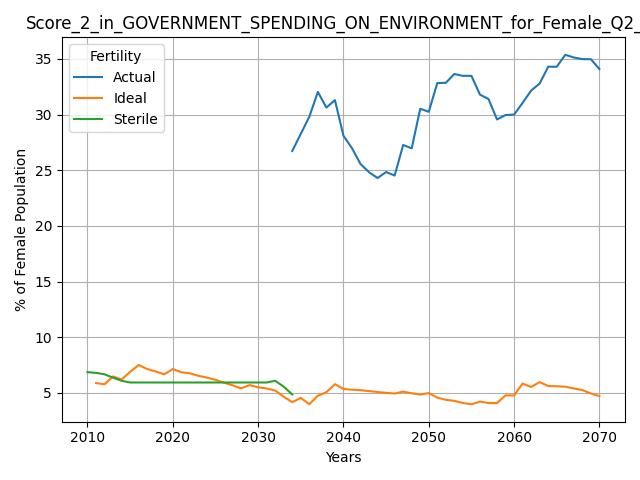 Score_2_in_GOVERNMENT_SPENDING_ON_ENVIRONMENT_for_Female_Q2_
Fertility
Actual
Ideal
Sterile
% of Female Population
35
30
25
20
15
10
5
2010 2020 2030 2040 2050 2060 2070
Years